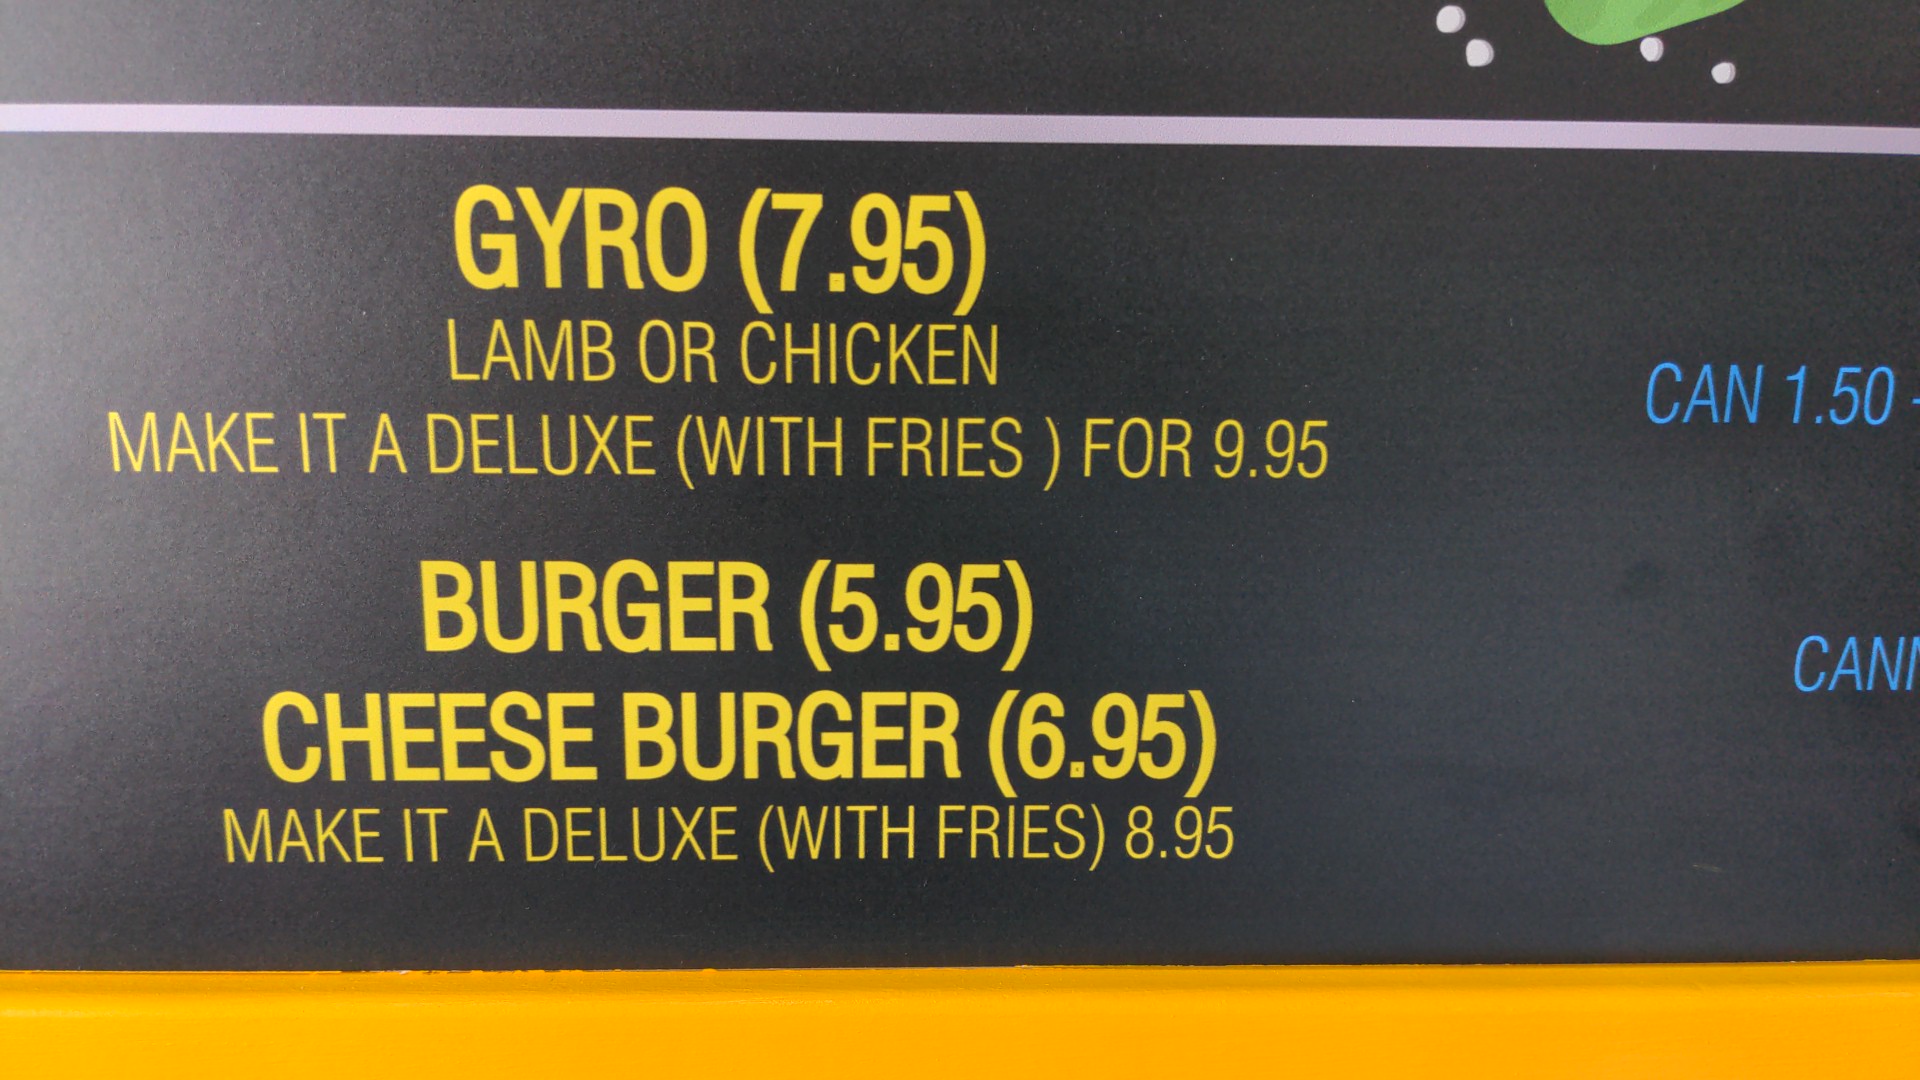 GYRO (7.95)
LAMB OR CHICKEN
MAKE IT A DELUXE (WITH FRIES ) FOR 9.95
BURGER (5.95)
CHEESE BURGER (6.95)
MAKE IT A DELUXE (WITH FRIES) 8.95
CAN 1.50 -